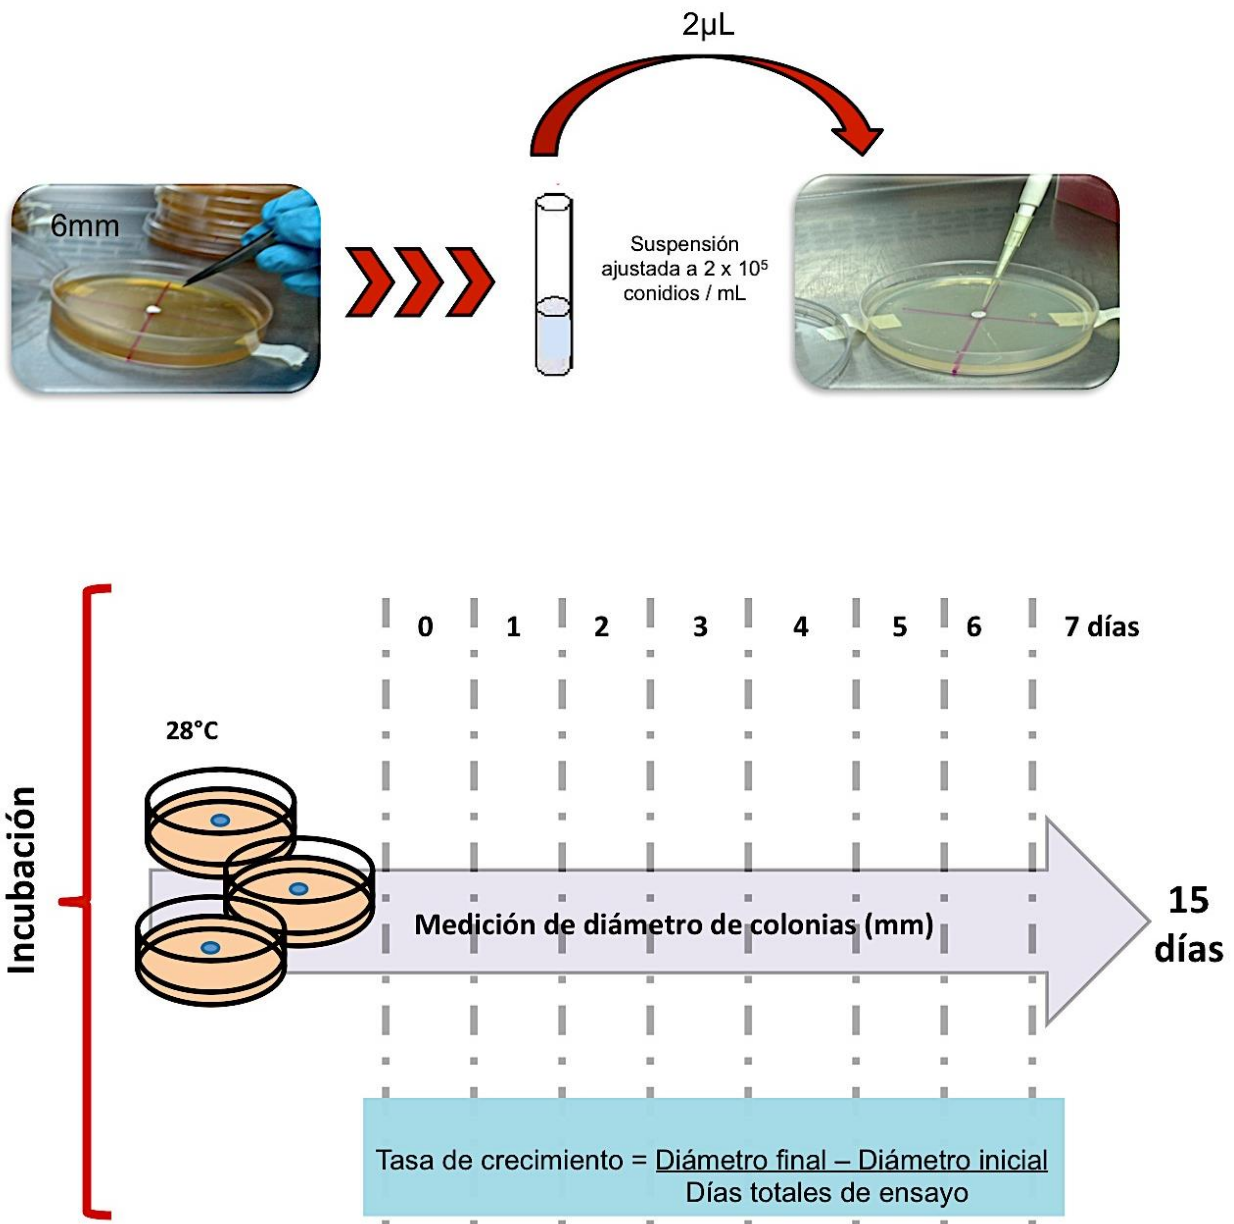 2µL
6mm
Suspensión
ajustada a 2 x 10⁵
conidios / mL
0 1 2 3 4 5 6 7 días
28°C
Incubación
Medición de diámetro de colonias (mm)
15
días
Tasa de crecimiento = Diámetro final – Diámetro inicial
Días totales de ensayo